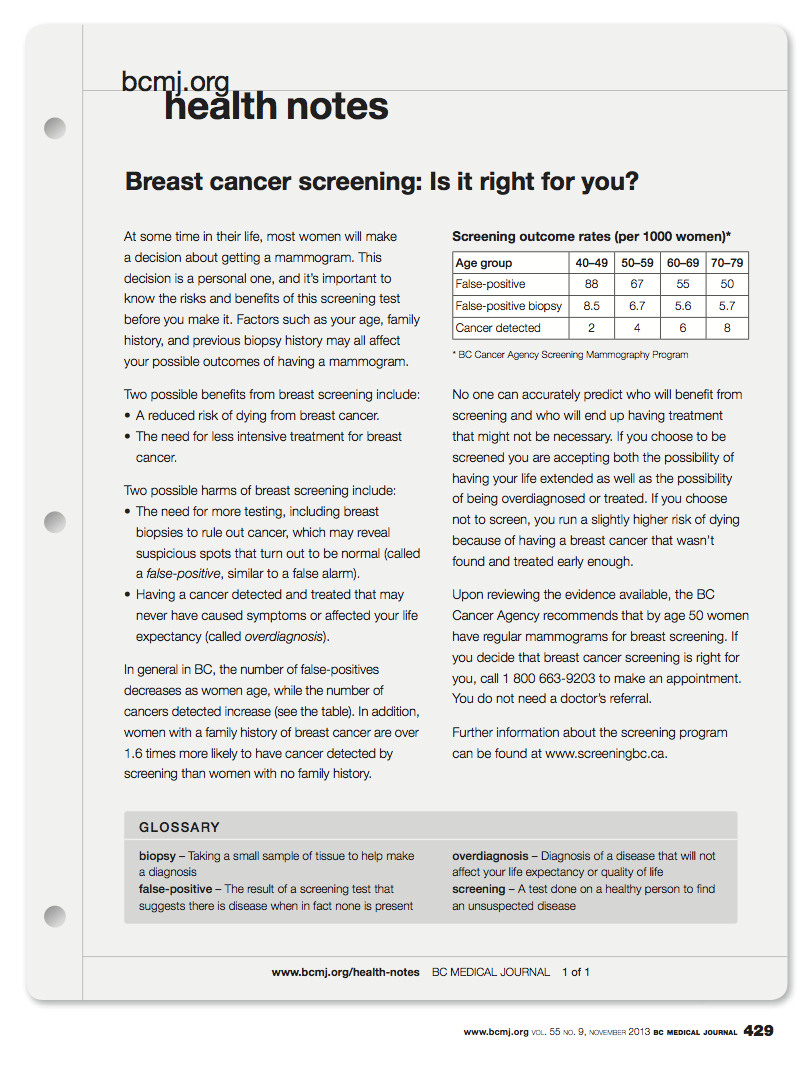 bcmj.org
health notes
Breast cancer screening: Is it right for you?
At some time in their life, most women will make
a decision about getting a mammogram. This
decision is a personal one, and it's important to
know the risks and benefits of this screening test
before you make it. Factors such as your age, family
history, and previous biopsy history may all affect
your possible outcomes of having a mammogram.
Two possible benefits from breast screening include:
• A reduced risk of dying from breast cancer.
• The need for less intensive treatment for breast
cancer.
Two possible harms of breast screening include:
• The need for more testing, including breast
biopsies to rule out cancer, which may reveal
suspicious spots that turn out to be normal (called
a false-positive, similar to a false alarm).
• Having a cancer detected and treated that may
never have caused symptoms or affected your life
expectancy (called overdiagnosis).
In general in BC, the number of false-positives
decreases as women age, while the number of
cancers detected increase (see the table). In addition,
women with a family history of breast cancer are over
1.6 times more likely to have cancer detected by
screening than women with no family history.
Screening outcome rates (per 1000 women)*
Age group 40–49 50–59 60–69 70–79
False-positive 88 67 55 50
False-positive biopsy 8.5 6.7 5.6 5.7
Cancer detected 2 4 6 8
* BC Cancer Agency Screening Mammography Program
No one can accurately predict who will benefit from
screening and who will end up having treatment
that might not be necessary. If you choose to be
screened you are accepting both the possibility of
having your life extended as well as the possibility
of being overdiagnosed or treated. If you choose
not to screen, you run a slightly higher risk of dying
because of having a breast cancer that wasn't
found and treated early enough.
Upon reviewing the evidence available, the BC
Cancer Agency recommends that by age 50 women
have regular mammograms for breast screening. If
you decide that breast cancer screening is right for
you, call 1 800 663-9203 to make an appointment.
You do not need a doctor's referral.
Further information about the screening program
can be found at www.screeningbc.ca.
GLOSSARY
biopsy – Taking a small sample of tissue to help make
a diagnosis
false-positive – The result of a screening test that
suggests there is disease when in fact none is present
overdiagnosis – Diagnosis of a disease that will not
affect your life expectancy or quality of life
screening – A test done on a healthy person to find
an unsuspected disease
www.bcmj.org/health-notes BC MEDICAL JOURNAL 1 of 1
www.bcmj.org VOL. 55 NO. 9, NOVEMBER 2013 BC MEDICAL JOURNAL 429